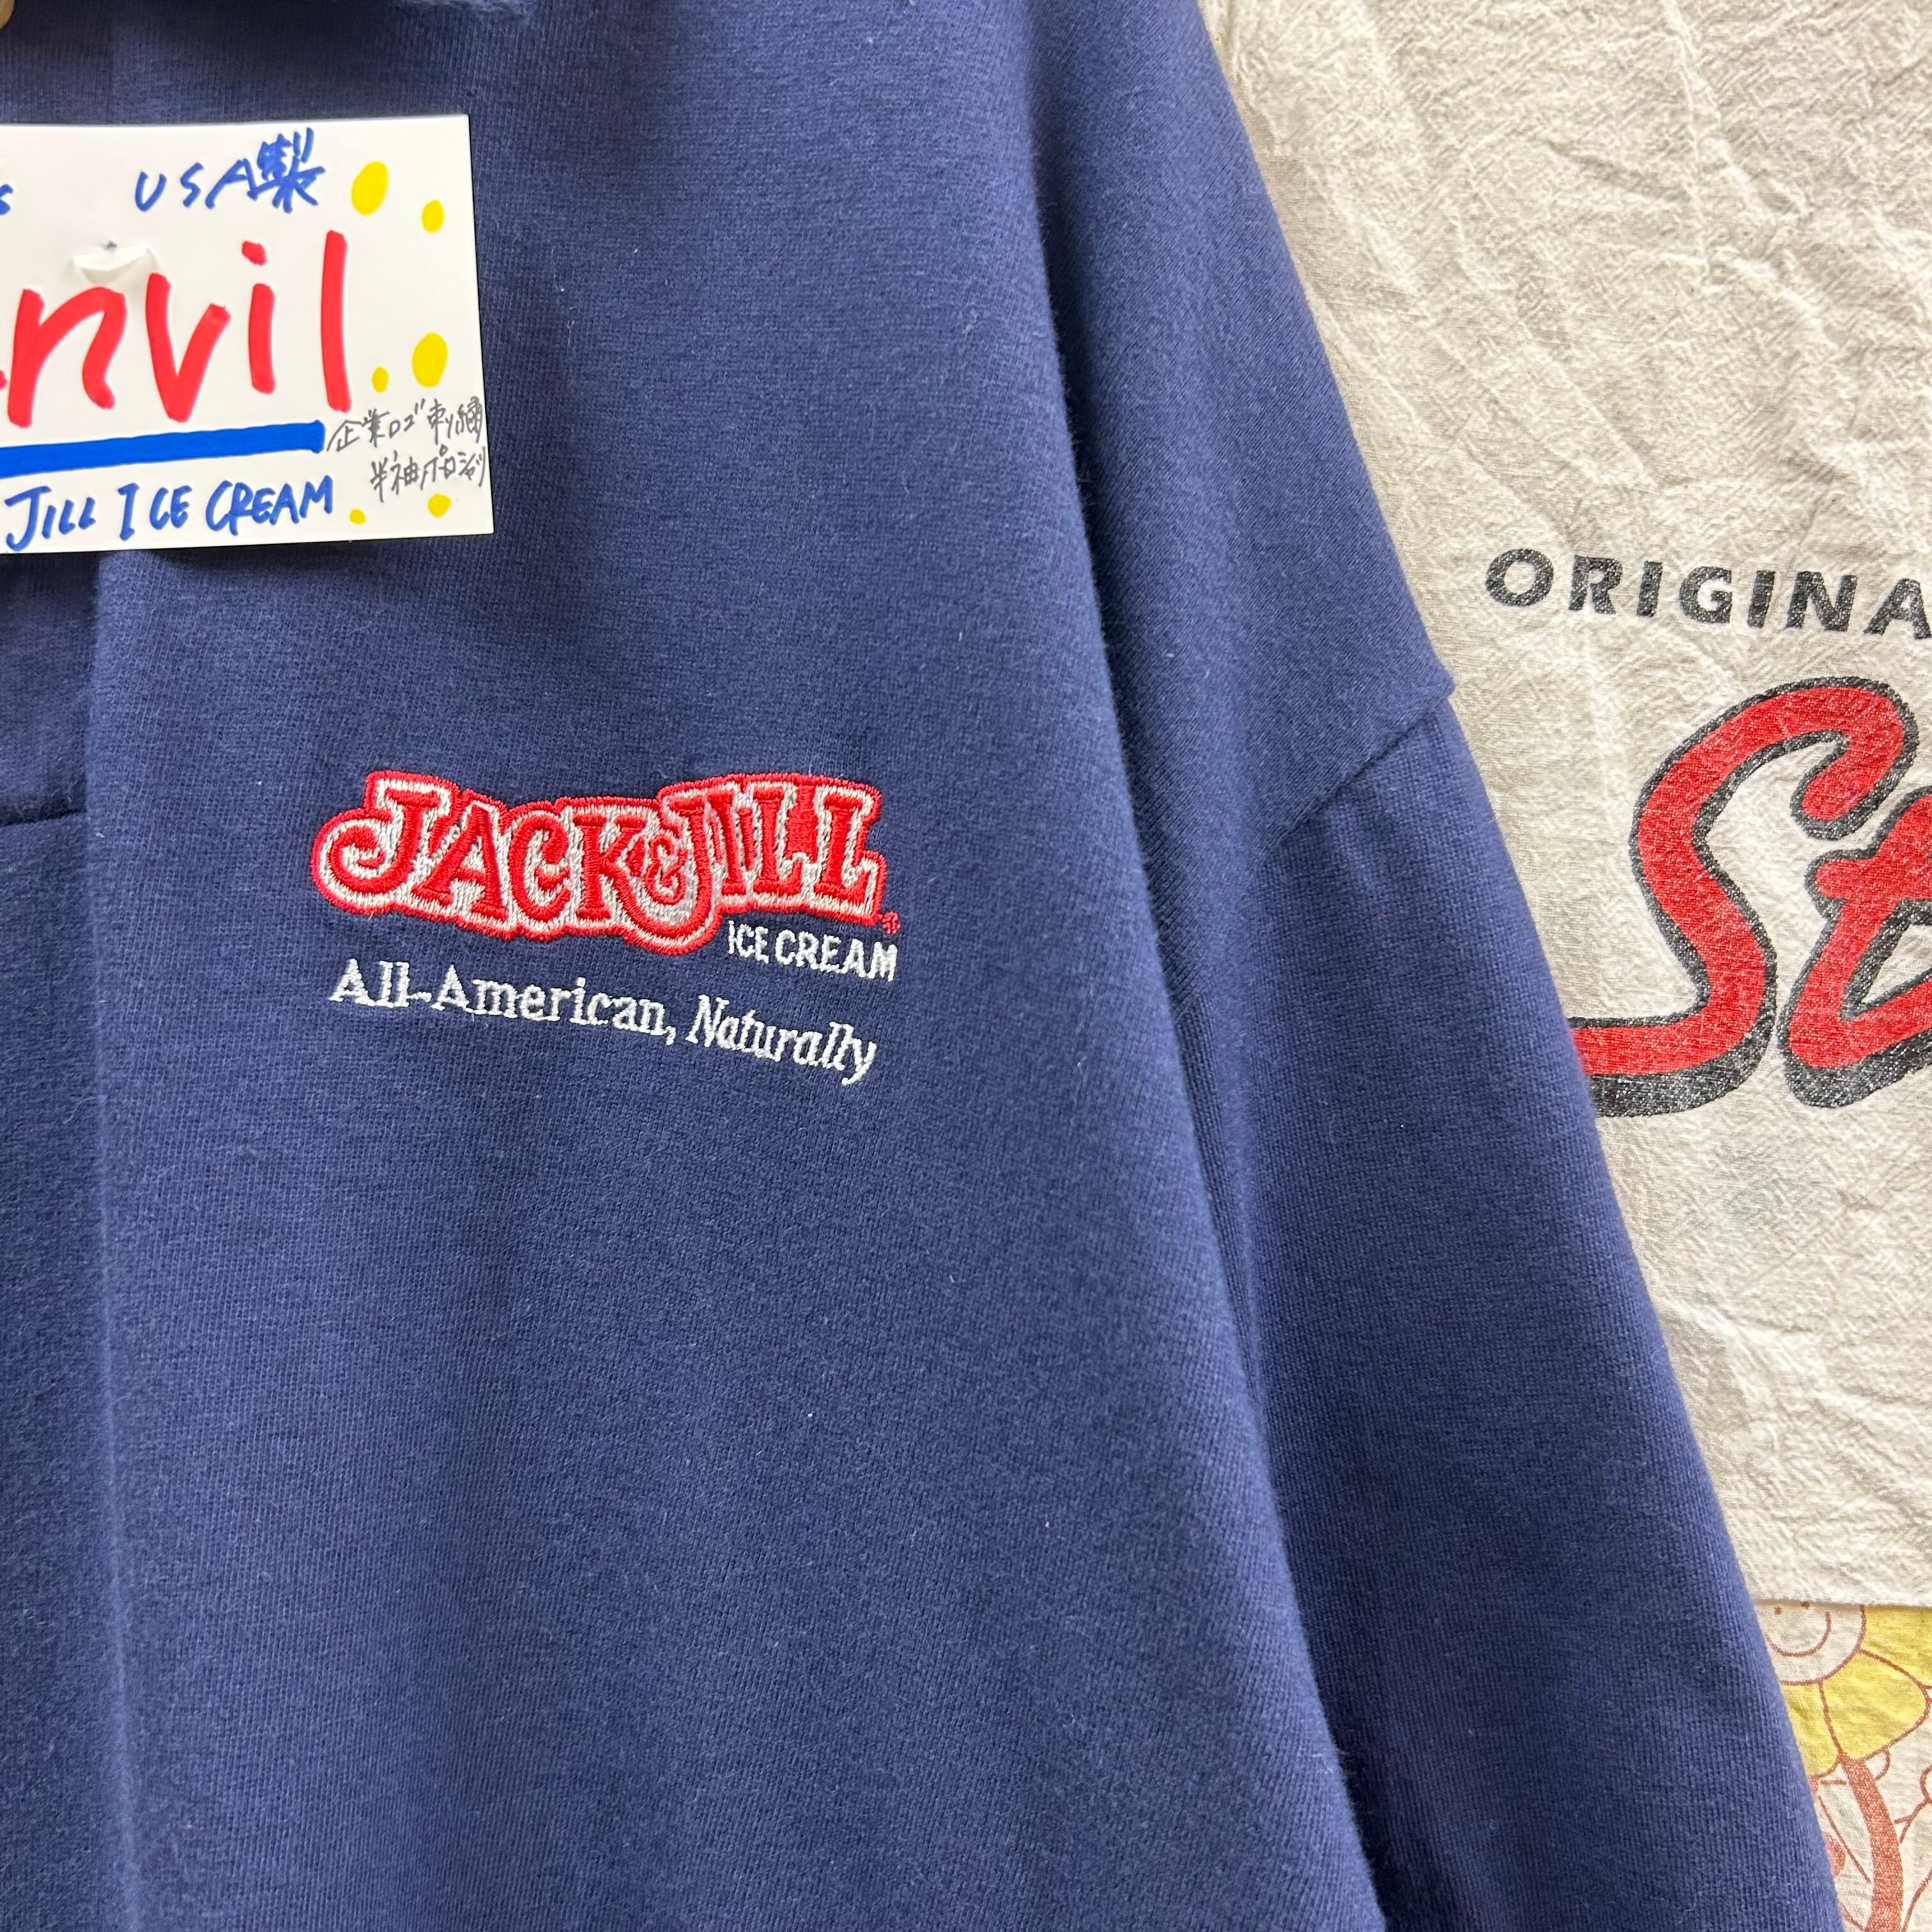 USA製
nvil
企業ロゴ刺繍
半袖ポロシャツ
JILL ICE CREAM
JACK & JILL®
ICE CREAM
All-American, Naturally
ORIGINA
St